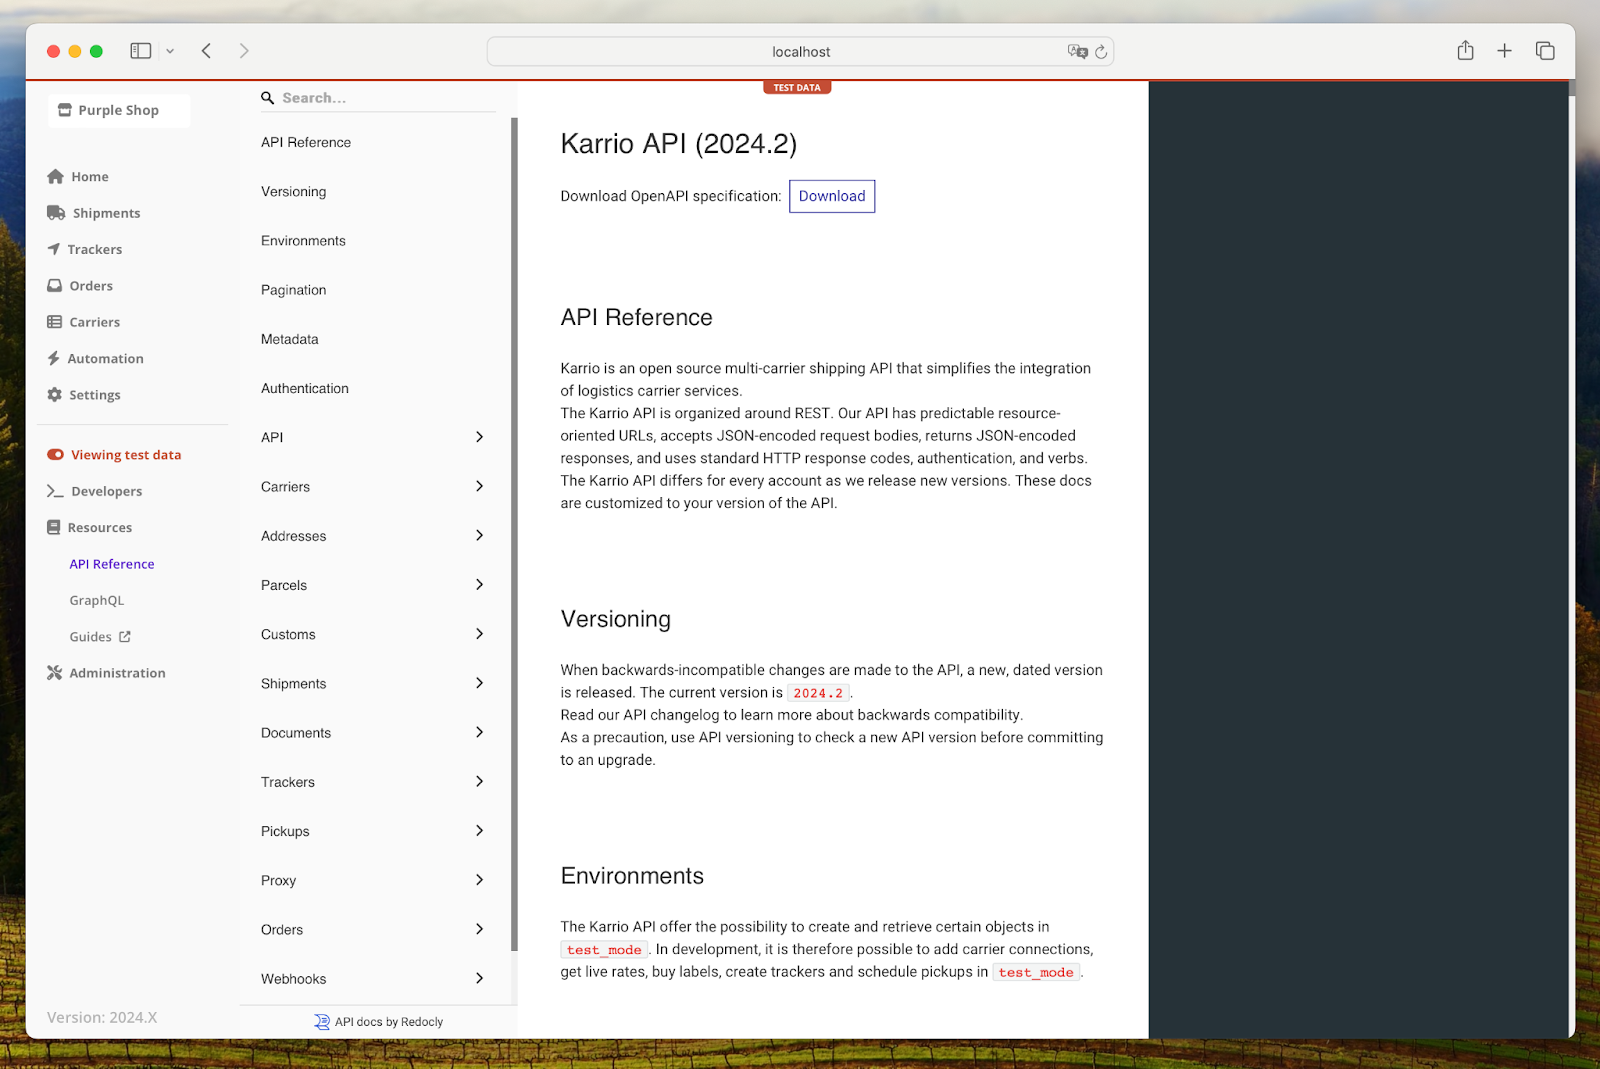 localhost
TEST DATA
Purple Shop
Home
Shipments
Trackers
Orders
Carriers
Automation
Settings
Viewing test data
Developers
Resources
API Reference
GraphQL
Guides
Administration
Version: 2024.X
Search...
API Reference
Versioning
Environments
Pagination
Metadata
Authentication
API
Carriers
Addresses
Parcels
Customs
Shipments
Documents
Trackers
Pickups
Proxy
Orders
Webhooks
API docs by Redocly
Karrio API (2024.2)
Download OpenAPI specification: Download
API Reference
Karrio is an open source multi-carrier shipping API that simplifies the integration
of logistics carrier services.
The Karrio API is organized around REST. Our API has predictable resource-
oriented URLs, accepts JSON-encoded request bodies, returns JSON-encoded
responses, and uses standard HTTP response codes, authentication, and verbs.
The Karrio API differs for every account as we release new versions. These docs
are customized to your version of the API.
Versioning
When backwards-incompatible changes are made to the API, a new, dated version
is released. The current version is 2024.2.
Read our API changelog to learn more about backwards compatibility.
As a precaution, use API versioning to check a new API version before committing
to an upgrade.
Environments
The Karrio API offer the possibility to create and retrieve certain objects in
test_mode. In development, it is therefore possible to add carrier connections,
get live rates, buy labels, create trackers and schedule pickups in test_mode.